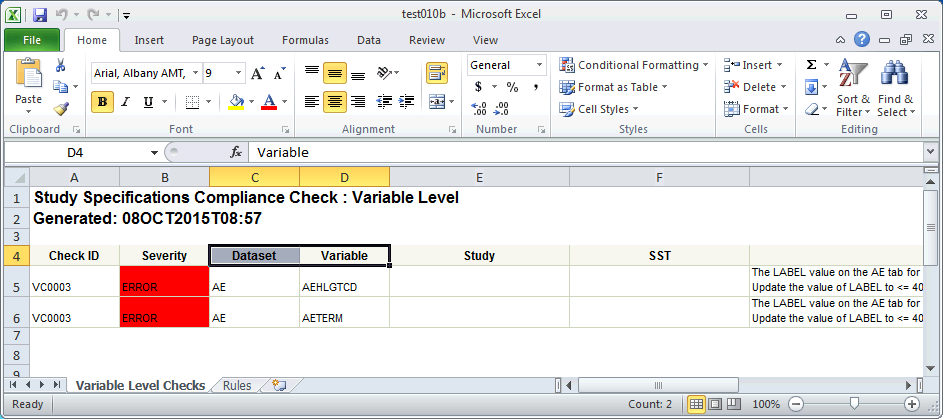 test010b - Microsoft Excel
File Home Insert Page Layout Formulas Data Review View
Paste
Clipboard
Arial, Albany AMT, 9
B I U
Font
Alignment
General
$ % ,
Number
Conditional Formatting
Format as Table
Cell Styles
Styles
Insert
Delete
Format
Cells
Σ
Sort & Filter
Find & Select
Editing
D4 fx Variable
A B C D E F
1 Study Specifications Compliance Check : Variable Level
2 Generated: 08OCT2015T08:57
3
4 Check ID Severity Dataset Variable Study SST
5 VC0003 ERROR AE AEHLGTCD The LABEL value on the AE tab for
Update the value of LABEL to <= 40
6 VC0003 ERROR AE AETERM The LABEL value on the AE tab for
Update the value of LABEL to <= 40
7
8
9
Variable Level Checks Rules
Ready Count: 2 100%